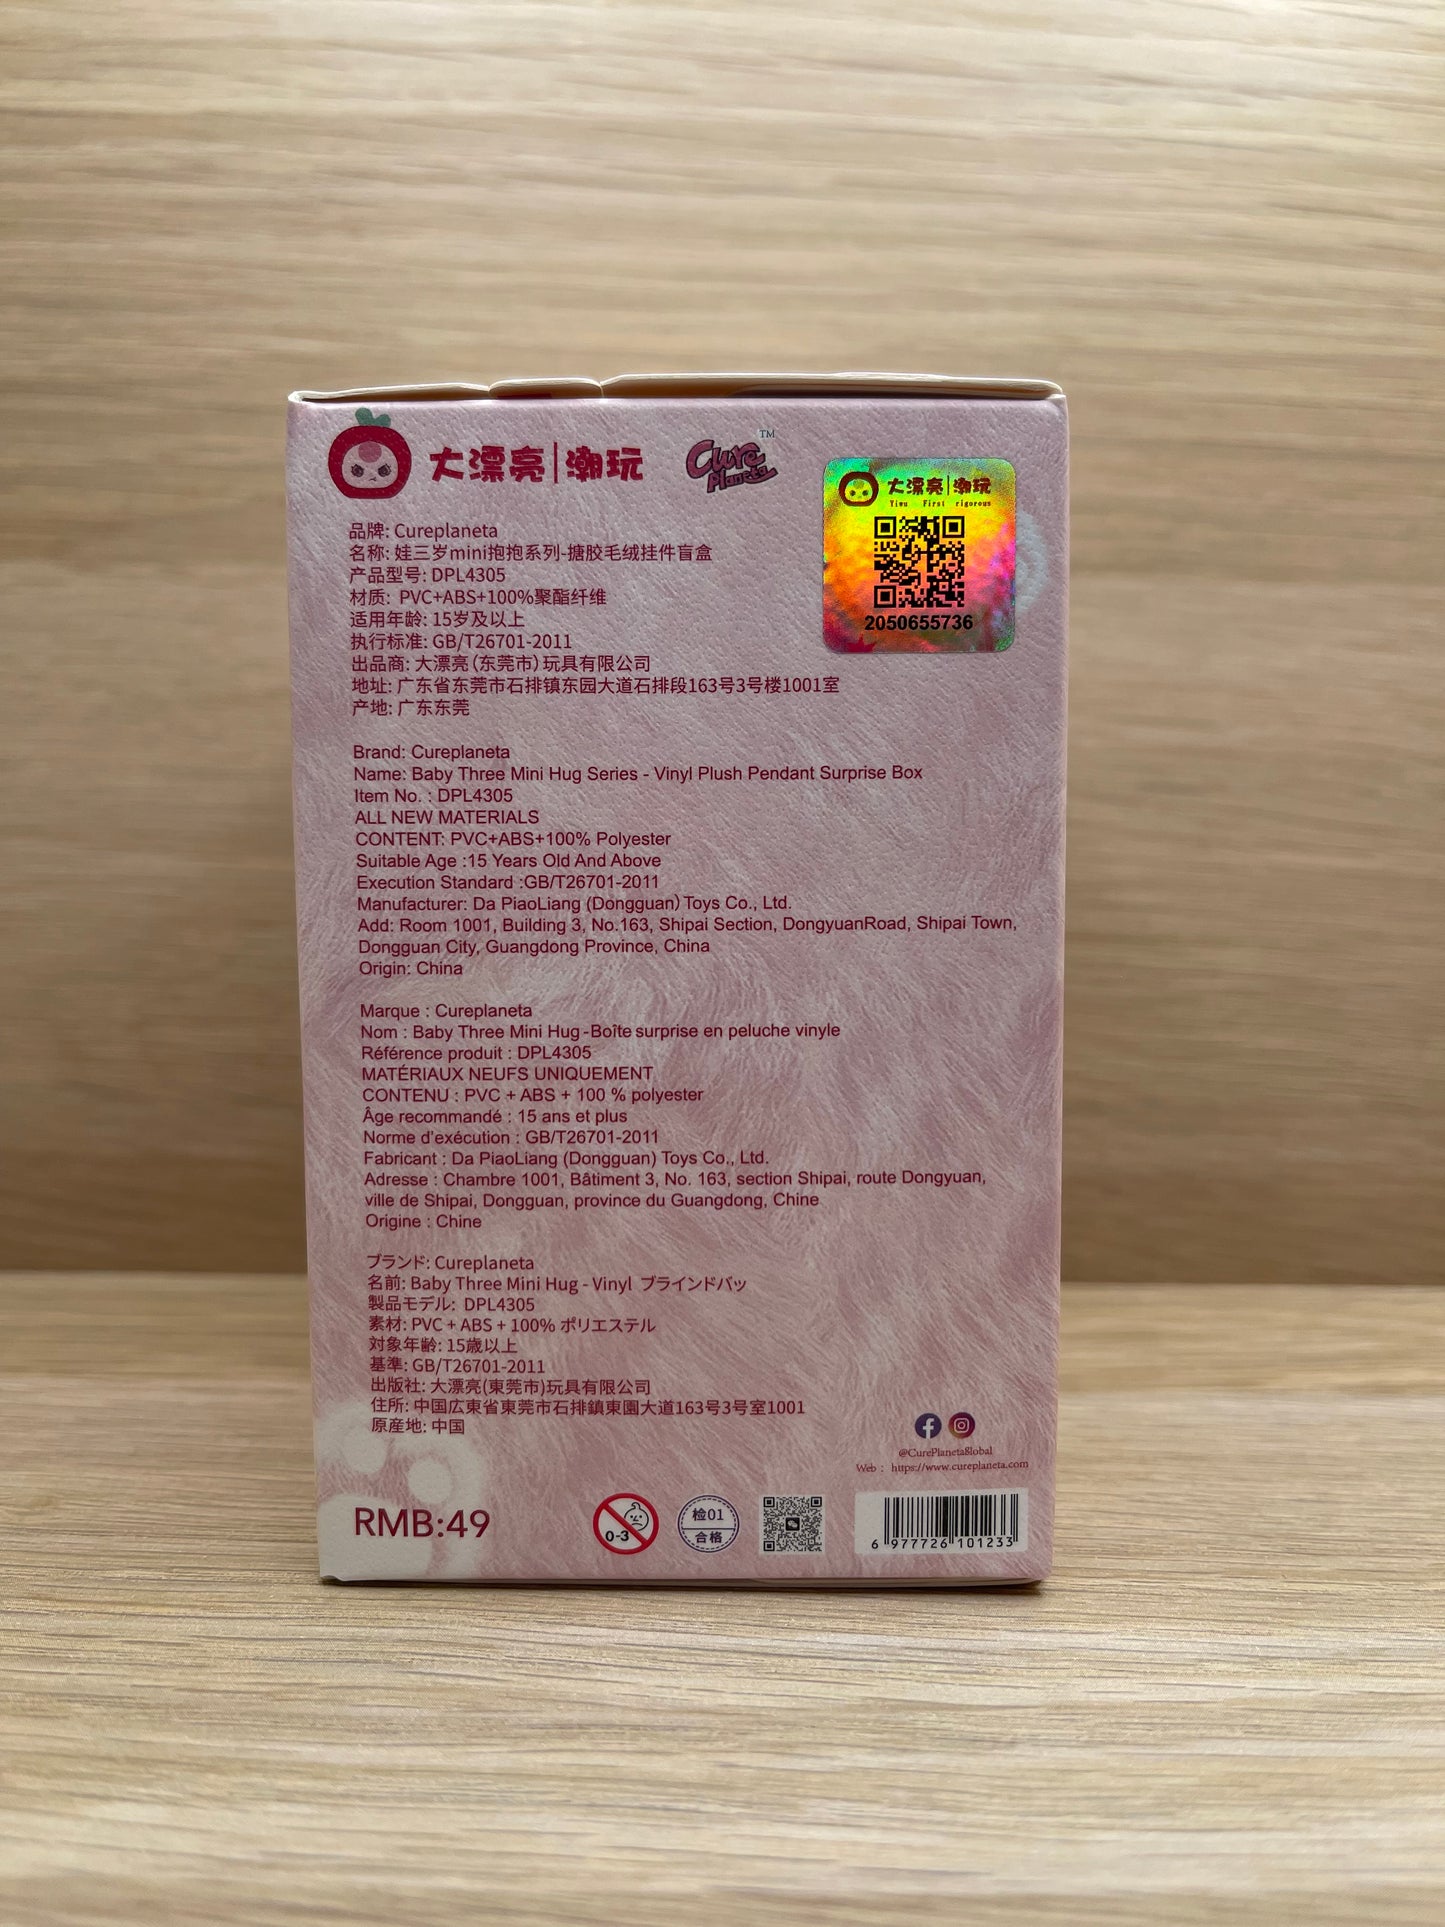 大漂亮|潮玩
Cure Planeta TM
大漂亮|潮玩
Yiwu First rigorous
2050655736
品牌: Cureplaneta
名称: 娃三岁mini抱抱系列-搪胶毛绒挂件盲盒
产品型号: DPL4305
材质: PVC+ABS+100%聚酯纤维
适用年龄: 15岁及以上
执行标准: GB/T26701-2011
出品商: 大漂亮(东莞市)玩具有限公司
地址: 广东省东莞市石排镇东园大道石排段163号3号楼1001室
产地: 广东东莞
Brand: Cureplaneta
Name: Baby Three Mini Hug Series - Vinyl Plush Pendant Surprise Box
Item No. : DPL4305
ALL NEW MATERIALS
CONTENT: PVC+ABS+100% Polyester
Suitable Age :15 Years Old And Above
Execution Standard :GB/T26701-2011
Manufacturer: Da PiaoLiang (Dongguan) Toys Co., Ltd.
Add: Room 1001, Building 3, No.163, Shipai Section, DongyuanRoad, Shipai Town,
Dongguan City, Guangdong Province, China
Origin: China
Marque : Cureplaneta
Nom : Baby Three Mini Hug -Boîte surprise en peluche vinyle
Référence produit : DPL4305
MATÉRIAUX NEUFS UNIQUEMENT
CONTENU : PVC + ABS + 100 % polyester
Âge recommandé : 15 ans et plus
Norme d'exécution : GB/T26701-2011
Fabricant : Da PiaoLiang (Dongguan) Toys Co., Ltd.
Adresse : Chambre 1001, Bâtiment 3, No. 163, section Shipai, route Dongyuan,
ville de Shipai, Dongguan, province du Guangdong, Chine
Origine : Chine
ブランド: Cureplaneta
名前: Baby Three Mini Hug - Vinyl ブラインドバッ
製品モデル: DPL4305
素材: PVC + ABS + 100% ポリエステル
対象年齢: 15歳以上
基準: GB/T26701-2011
出版社: 大漂亮(東莞市)玩具有限公司
住所: 中国広東省東莞市石排鎮東園大道163号3号室1001
原産地: 中国
@CurePlanetaGlobal
Web : https://www.cureplaneta.com
RMB:49
0-3
检01
合格
6 977726 101233